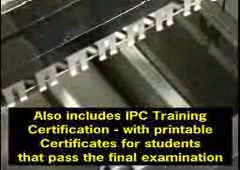 Also includes IPC Training
Certification - with printable
Certificates for students
that pass the final examination